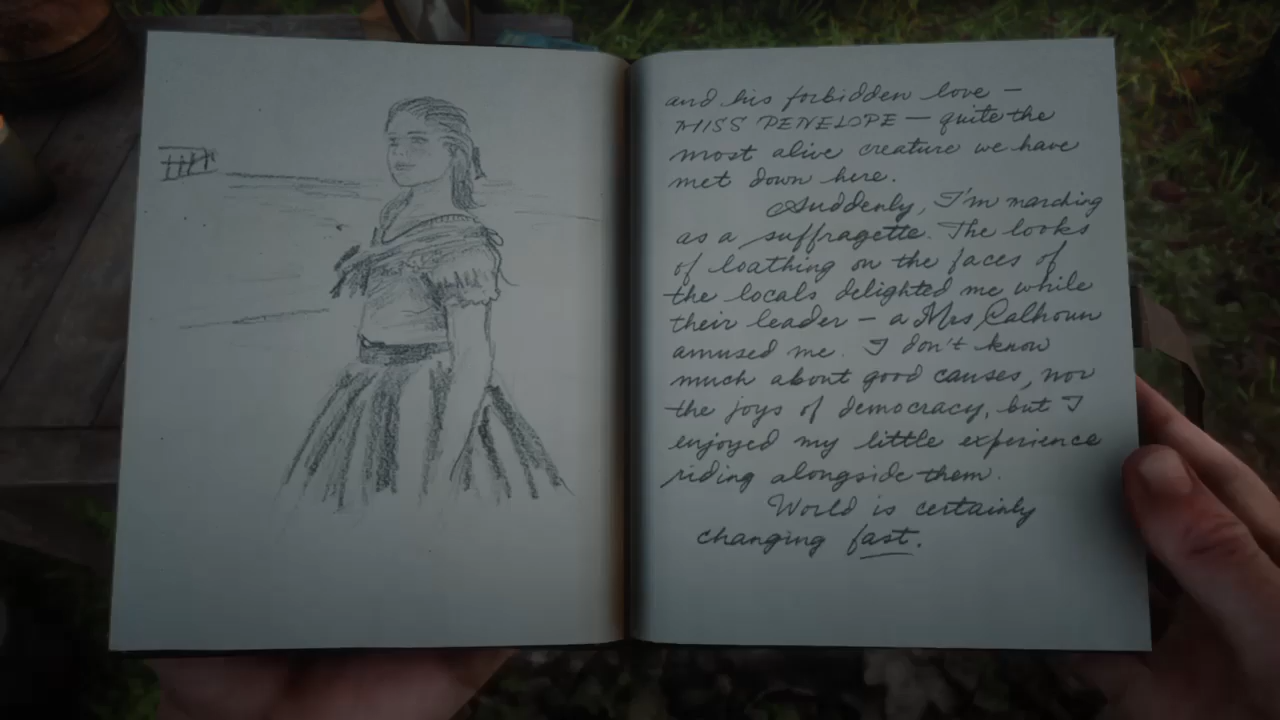 and his forbidden love –
MISS PENELOPE – quite the
most alive creature we have
met down here.
Suddenly, I'm marching
as a suffragette. The looks
of loathing on the faces of
the locals delighted me while
their leader – a Mrs Calhoun
amused me. I don't know
much about good causes, nor
the joys of democracy, but I
enjoyed my little experience
riding alongside them.
World is certainly
changing fast.